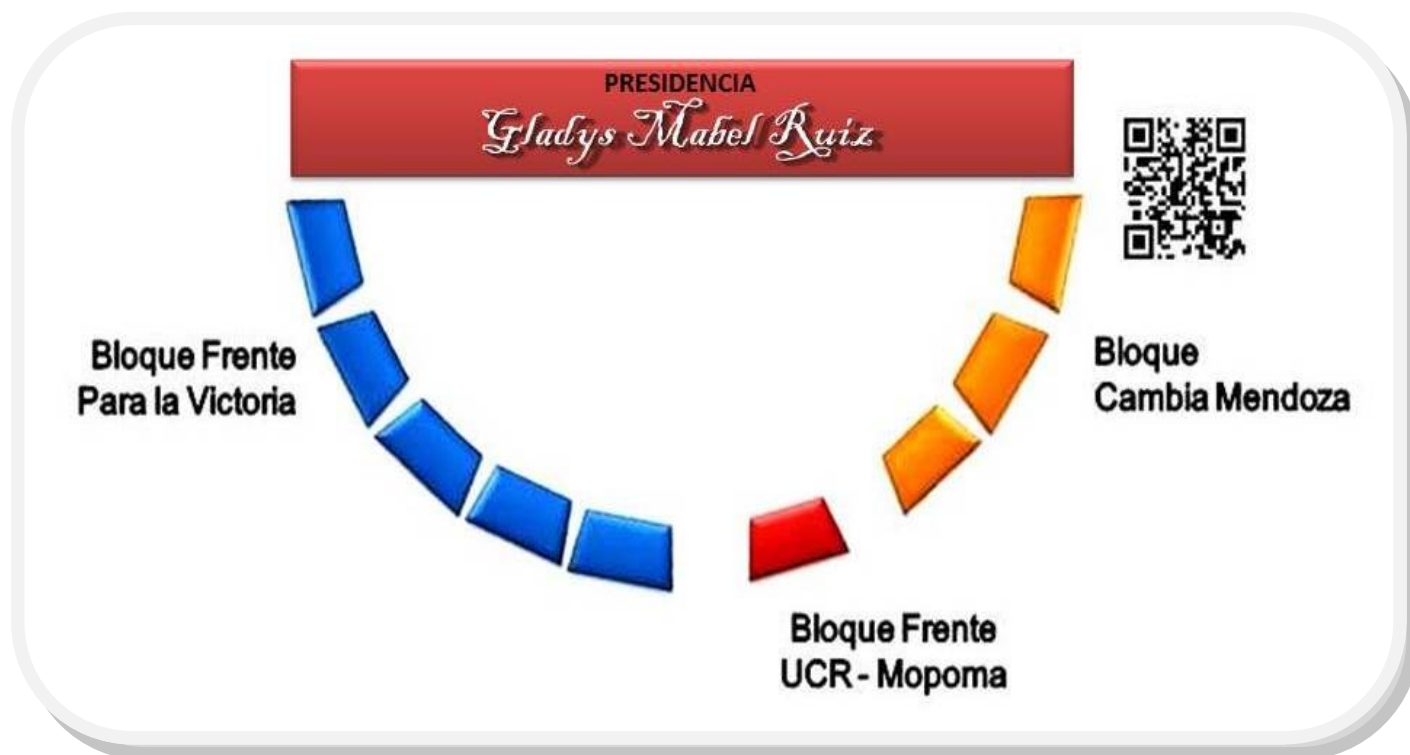 PRESIDENCIA
Gladys Mabel Ruiz
Bloque Frente
Para la Victoria
Bloque
Cambia Mendoza
Bloque Frente
UCR - Mopoma